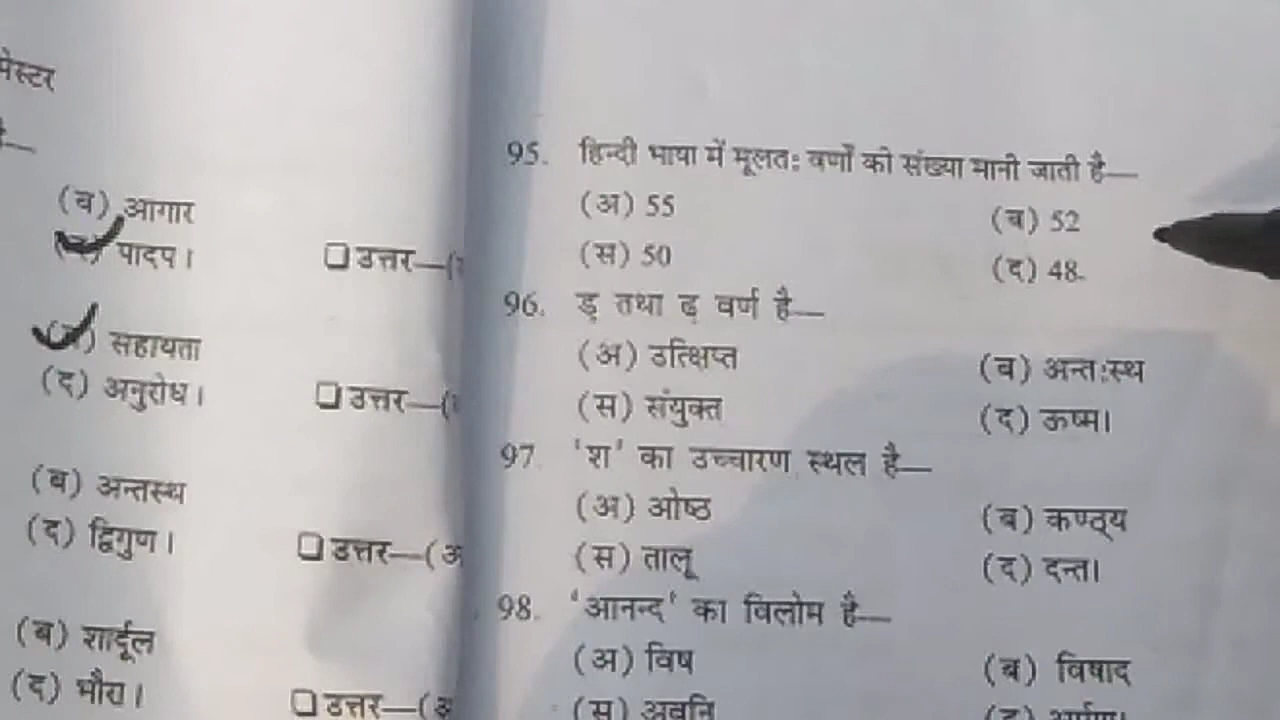 मेस्टर
है—
(ब) आगार
पादप। उत्तर—(
सहायता
(द) अनुरोध। उत्तर—(
(ब) अन्तस्थ
(द) द्विगुण। उत्तर—(अ
(ब) शार्दूल
(द) भौंरा। उत्तर—(अ
95. हिन्दी भाषा में मूलतः वर्णों की संख्या मानी जाती है—
(अ) 55 (ब) 52
(स) 50 (द) 48.
96. ड़ तथा ढ़ वर्ण है—
(अ) उत्क्षिप्त (ब) अन्तःस्थ
(स) संयुक्त (द) ऊष्म।
97. 'श' का उच्चारण स्थल है—
(अ) ओष्ठ (ब) कण्ठ्य
(स) तालू (द) दन्त।
98. 'आनन्द' का विलोम है—
(अ) विष (ब) विषाद
(स) अवनि